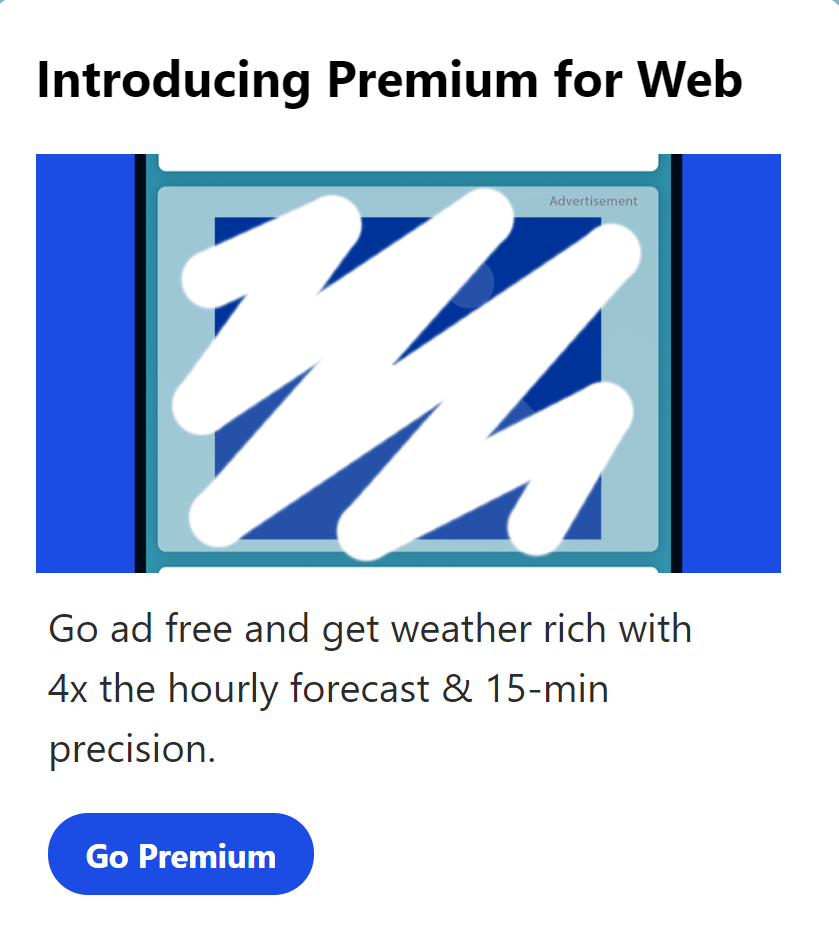 Introducing Premium for Web
Advertisement
Go ad free and get weather rich with
4x the hourly forecast & 15-min
precision.
Go Premium